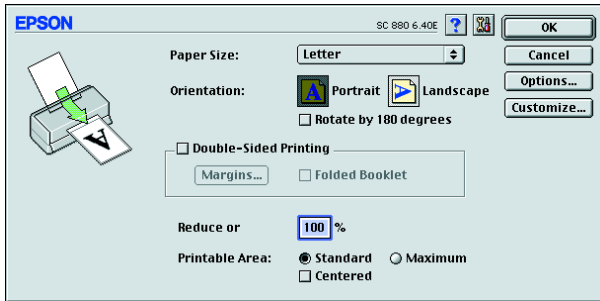 EPSON
SC 880 6.40E
?
OK
Paper Size:
Letter
Cancel
Orientation:
A
Portrait
A
Landscape
Options...
Rotate by 180 degrees
Customize...
A
Double-Sided Printing
Margins...
Folded Booklet
Reduce or
100 %
Printable Area:
Standard
Maximum
Centered